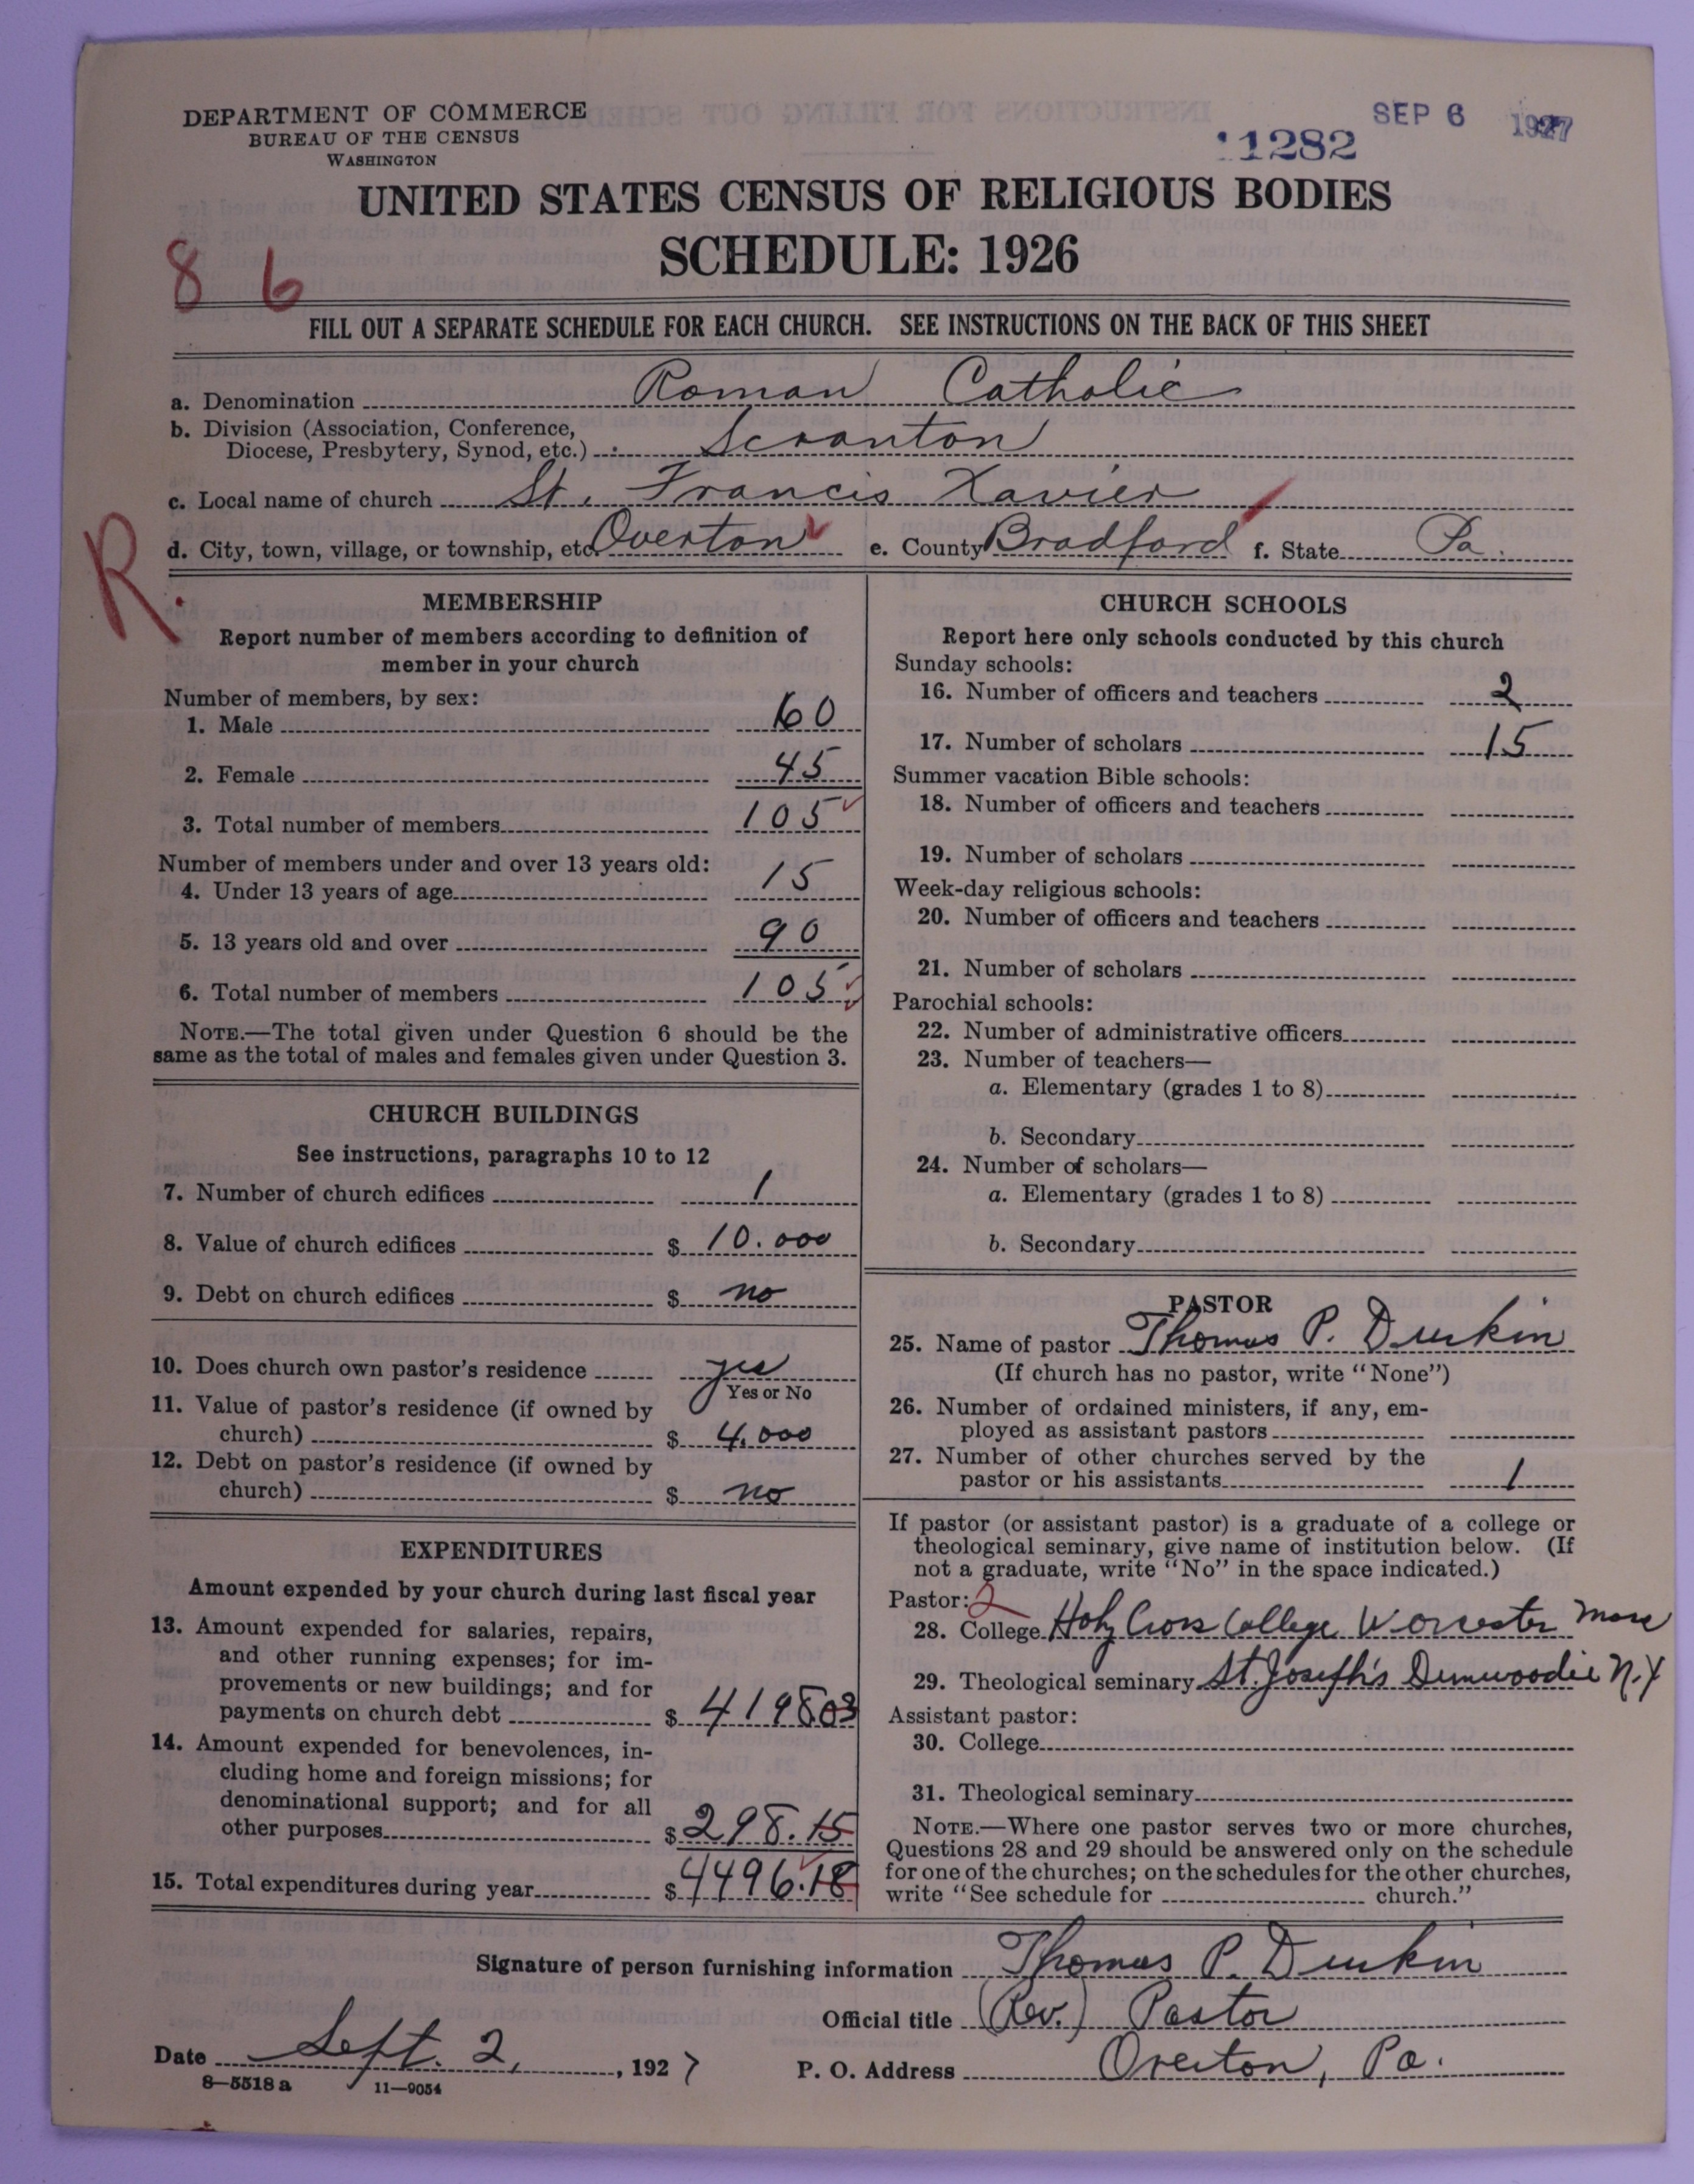 DEPARTMENT OF COMMERCE
BUREAU OF THE CENSUS
WASHINGTON
11282
SEP 6 1927
UNITED STATES CENSUS OF RELIGIOUS BODIES
SCHEDULE: 1926
8 6
FILL OUT A SEPARATE SCHEDULE FOR EACH CHURCH. SEE INSTRUCTIONS ON THE BACK OF THIS SHEET
a. Denomination Roman Catholic
b. Division (Association, Conference,
Diocese, Presbytery, Synod, etc.) Scranton
c. Local name of church St. Francis Xavier
d. City, town, village, or township, etc. Overton e. County Bradford f. State Pa.
R.
MEMBERSHIP
Report number of members according to definition of
member in your church
Number of members, by sex:
1. Male 60
2. Female 45
3. Total number of members 105
Number of members under and over 13 years old:
4. Under 13 years of age 15
5. 13 years old and over 90
6. Total number of members 105
NOTE.—The total given under Question 6 should be the
same as the total of males and females given under Question 3.
CHURCH BUILDINGS
See instructions, paragraphs 10 to 12
7. Number of church edifices 1
8. Value of church edifices $ 10.000
9. Debt on church edifices $ no
10. Does church own pastor's residence yes
Yes or No
11. Value of pastor's residence (if owned by
church) $ 4.000
12. Debt on pastor's residence (if owned by
church) $ no
EXPENDITURES
Amount expended by your church during last fiscal year
13. Amount expended for salaries, repairs,
and other running expenses; for im-
provements or new buildings; and for
payments on church debt $ 419803
14. Amount expended for benevolences, in-
cluding home and foreign missions; for
denominational support; and for all
other purposes $ 298.15
15. Total expenditures during year $ 4496.18
CHURCH SCHOOLS
Report here only schools conducted by this church
Sunday schools:
16. Number of officers and teachers 2
17. Number of scholars 15
Summer vacation Bible schools:
18. Number of officers and teachers
19. Number of scholars
Week-day religious schools:
20. Number of officers and teachers
21. Number of scholars
Parochial schools:
22. Number of administrative officers
23. Number of teachers—
a. Elementary (grades 1 to 8)
b. Secondary
24. Number of scholars—
a. Elementary (grades 1 to 8)
b. Secondary
PASTOR
25. Name of pastor Thomas P. Durkin
(If church has no pastor, write "None")
26. Number of ordained ministers, if any, em-
ployed as assistant pastors
27. Number of other churches served by the
pastor or his assistants 1
If pastor (or assistant pastor) is a graduate of a college or
theological seminary, give name of institution below. (If
not a graduate, write "No" in the space indicated.)
Pastor: 2
28. College Holy Cross College Worcester Mass
29. Theological seminary St. Joseph's Dunwoodie N.Y
Assistant pastor:
30. College
31. Theological seminary
NOTE.—Where one pastor serves two or more churches,
Questions 28 and 29 should be answered only on the schedule
for one of the churches; on the schedules for the other churches,
write "See schedule for church."
Signature of person furnishing information Thomas P. Durkin
Official title (Rev.) Pastor
Date Sept. 2, 1927 P. O. Address Overton, Pa.
8—5518a 11—9054